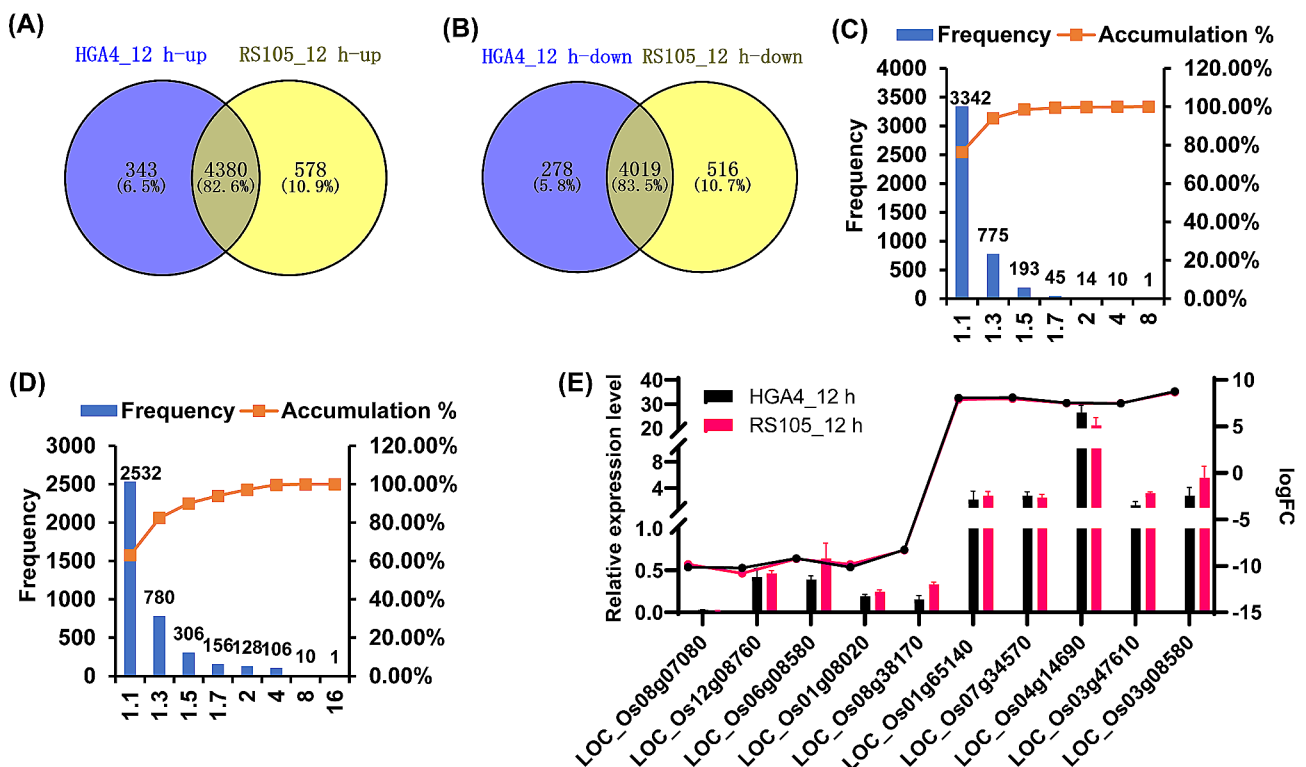 (A)
HGA4_12 h-up RS105_12 h-up
343 4380 578
(6.5%) (82.6%) (10.9%)
(B)
HGA4_12 h-down RS105_12 h-down
278 4019 516
(5.8%) (83.5%) (10.7%)
(C)
Frequency Accumulation %
Frequency
4000
3500
3000
2500
2000
1500
1000
500
0
120.00%
100.00%
80.00%
60.00%
40.00%
20.00%
0.00%
3342 775 193 45 14 10 1
1.1 1.3 1.5 1.7 2 4 8
(D)
Frequency Accumulation %
Frequency
3000
2500
2000
1500
1000
500
0
120.00%
100.00%
80.00%
60.00%
40.00%
20.00%
0.00%
2532 780 306 156 128 106 10 1
1.1 1.3 1.5 1.7 2 4 8 16
(E)
HGA4_12 h
RS105_12 h
Relative expression level
40
30
20
8
4
1.0
0.5
0.0
logFC
10
5
0
-5
-10
-15
LOC_Os08g07080
LOC_Os12g08760
LOC_Os06g08580
LOC_Os01g08020
LOC_Os08g38170
LOC_Os01g65140
LOC_Os07g34570
LOC_Os04g14690
LOC_Os03g47610
LOC_Os03g08580